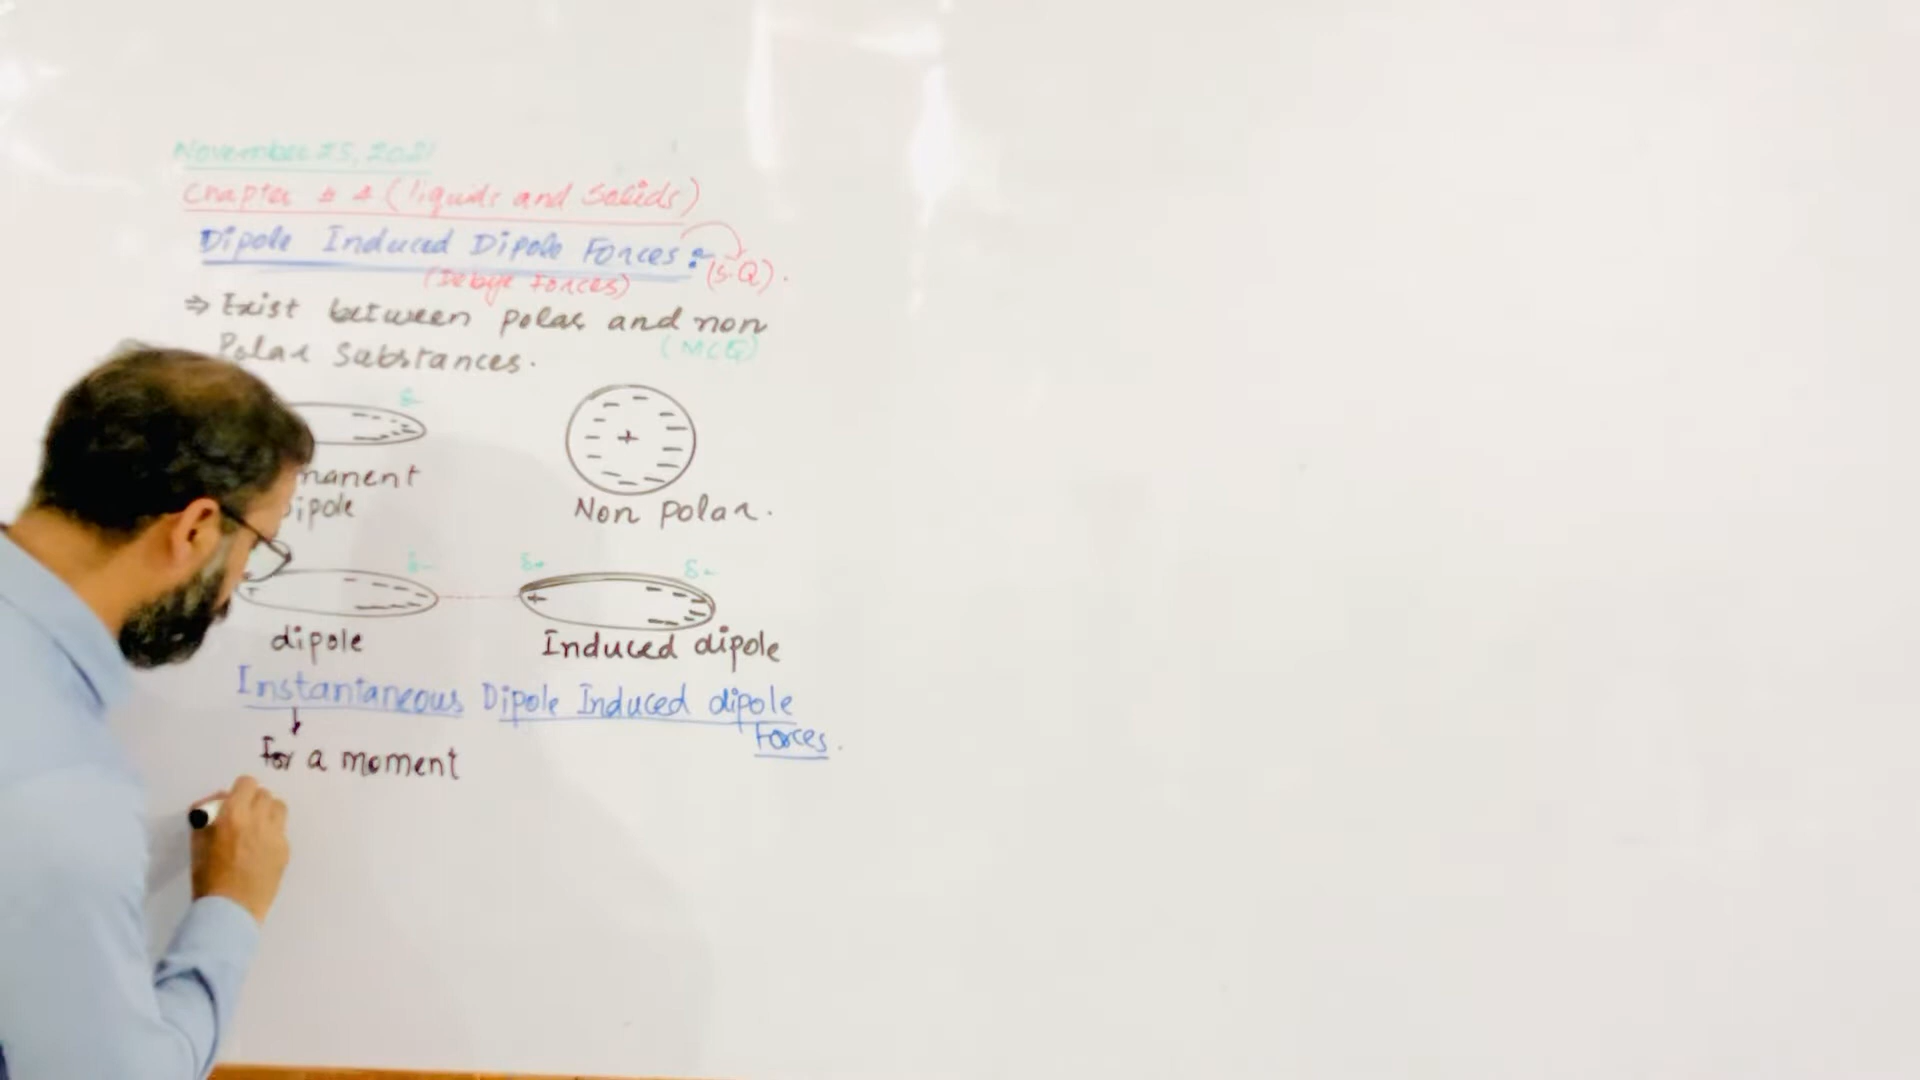 November 25, 2021
Chapter # 4 (liquids and Solids)
Dipole Induced Dipole Forces :- (S-Q).
(Debye Forces)
⇒ Exist between polar and non
Polar Substances. (MCQ)
δ-
+
manent
ipole
Non polar.
δ- δ+ δ-
+ +
dipole Induced dipole
Instantaneous Dipole Induced dipole
Forces.
↓
For a moment